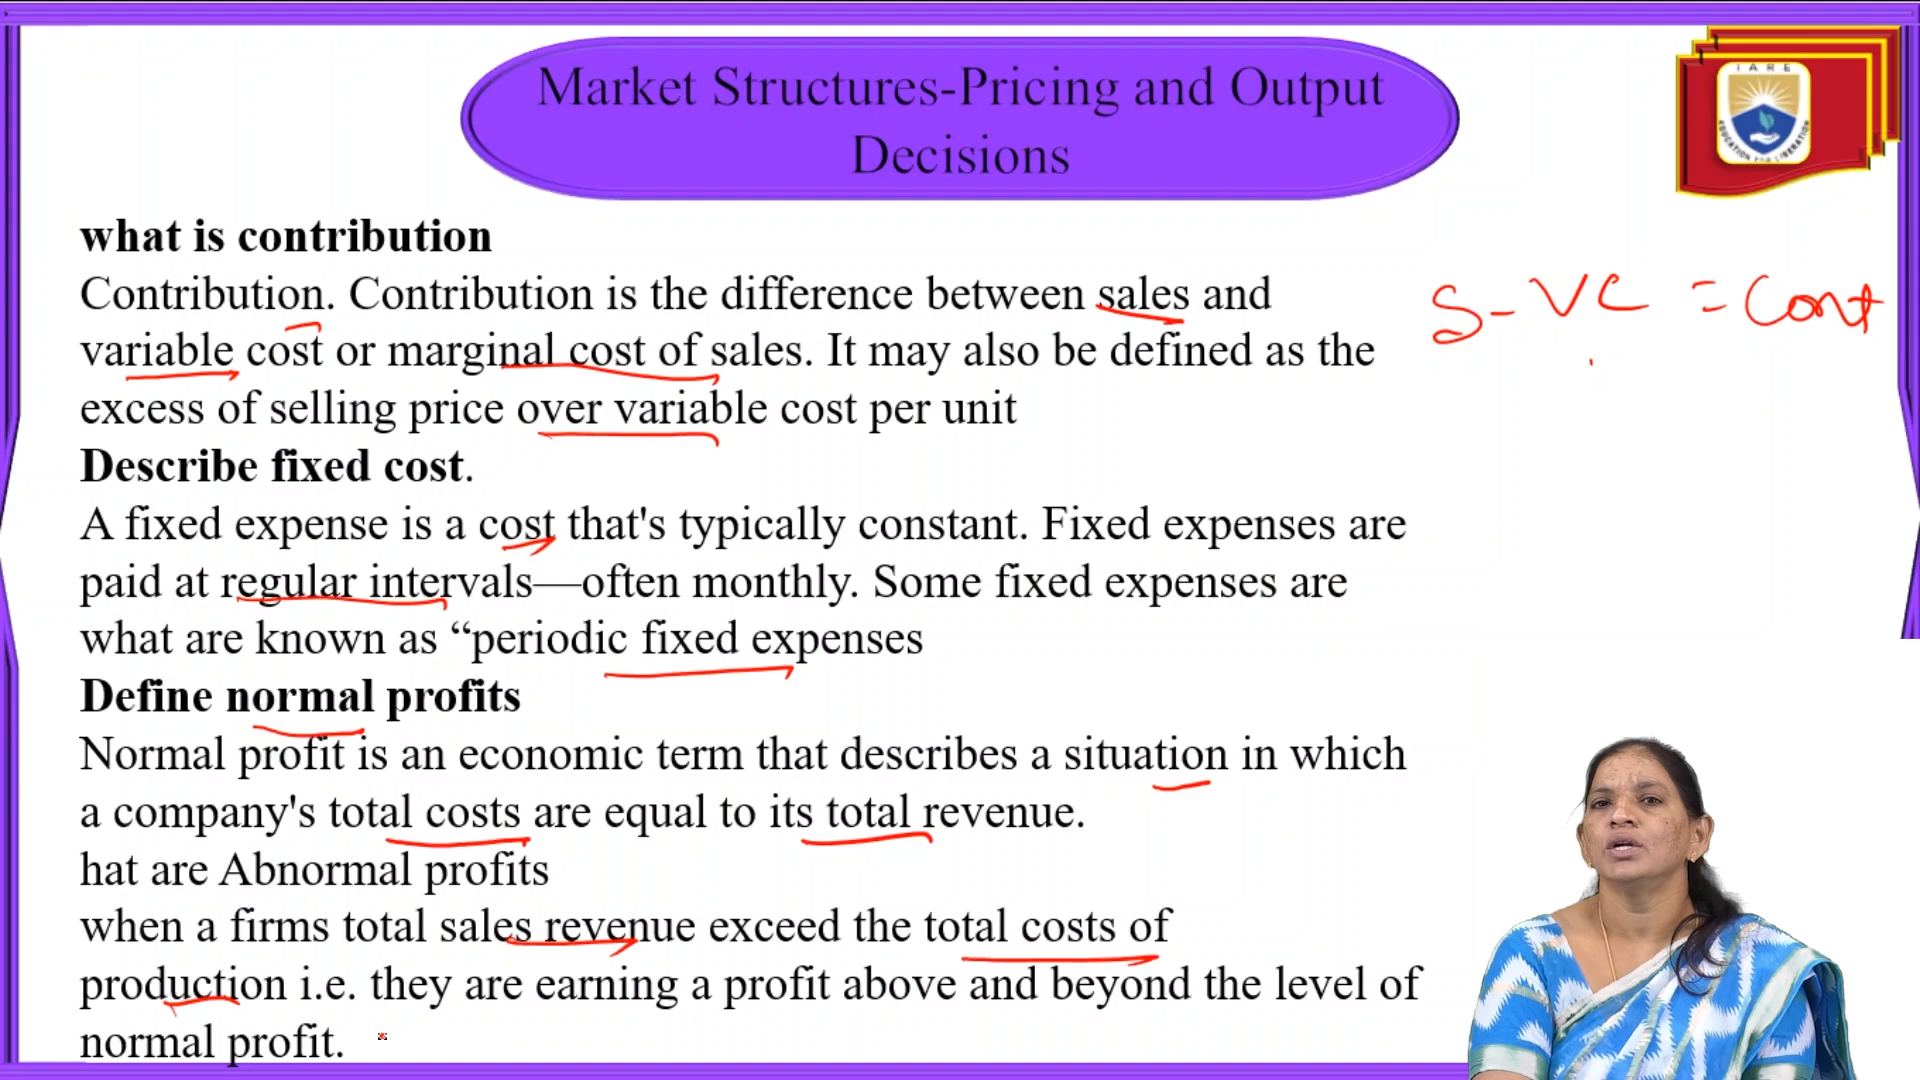 Market Structures-Pricing and Output
Decisions
IARE
EDUCATION FOR LIBERATION
what is contribution
Contribution. Contribution is the difference between sales and
variable cost or marginal cost of sales. It may also be defined as the
excess of selling price over variable cost per unit
S - VC = Cont
Describe fixed cost.
A fixed expense is a cost that's typically constant. Fixed expenses are
paid at regular intervals—often monthly. Some fixed expenses are
what are known as “periodic fixed expenses
Define normal profits
Normal profit is an economic term that describes a situation in which
a company's total costs are equal to its total revenue.
hat are Abnormal profits
when a firms total sales revenue exceed the total costs of
production i.e. they are earning a profit above and beyond the level of
normal profit.